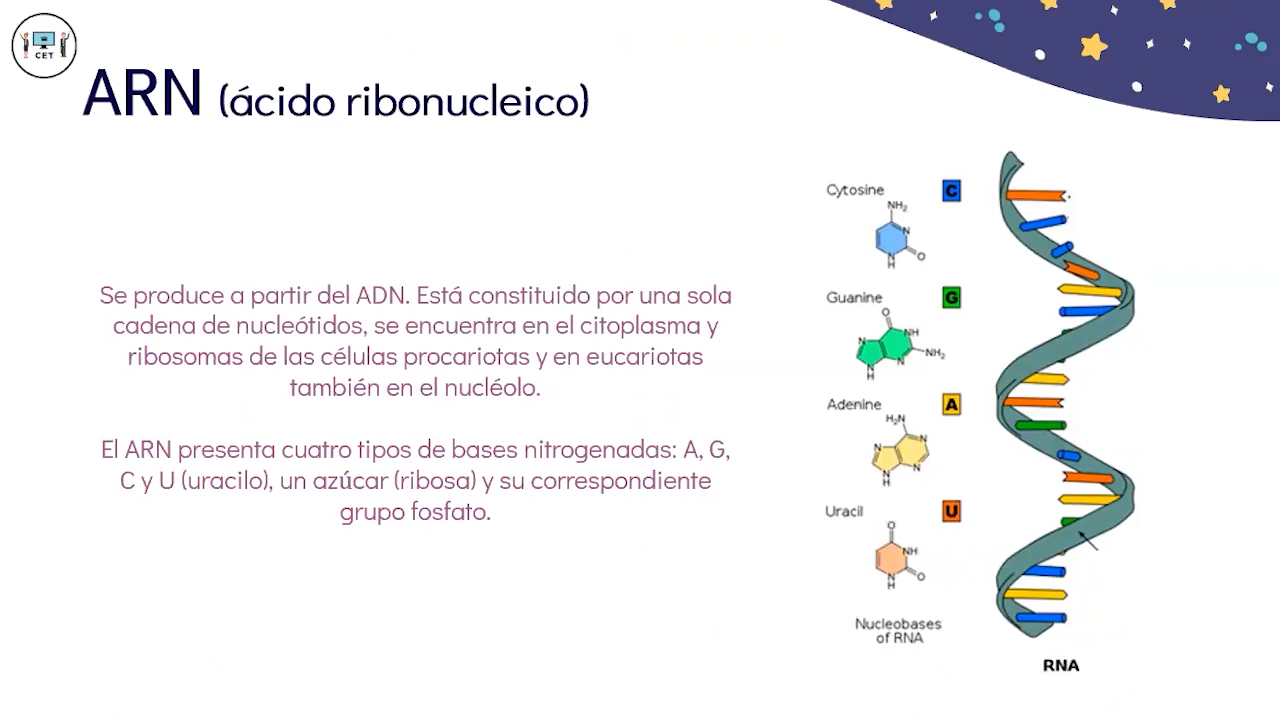 CET
ARN (ácido ribonucleico)
Se produce a partir del ADN. Está constituido por una sola
cadena de nucleótidos, se encuentra en el citoplasma y
ribosomas de las células procariotas y en eucariotas
también en el nucléolo.
El ARN presenta cuatro tipos de bases nitrogenadas: A, G,
C y U (uracilo), un azúcar (ribosa) y su correspondiente
grupo fosfato.
Cytosine
C
NH₂
N
N
H
O
Guanine
G
O
N
NH
N
H
N
NH₂
Adenine
A
H₂N
N
N
N
H
N
Uracil
U
O
NH
N
H
O
Nucleobases
of RNA
RNA